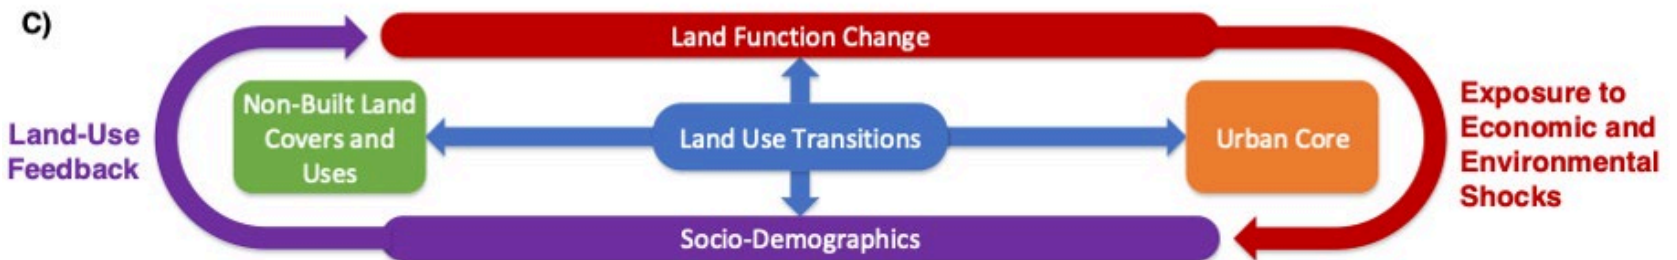 C)
Land Function Change
Land-Use
Feedback
Non-Built Land
Covers and
Uses
Land Use Transitions
Urban Core
Exposure to
Economic and
Environmental
Shocks
Socio-Demographics